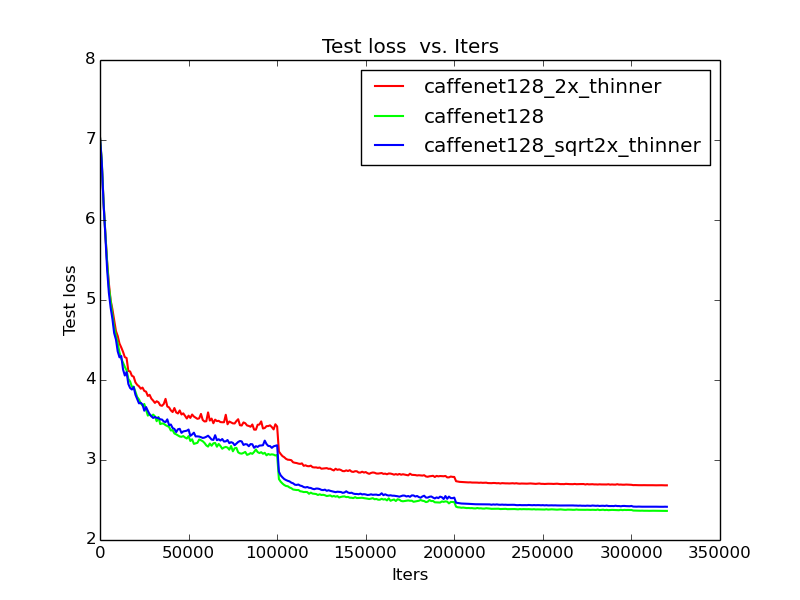 Test loss  vs. Iters
8
7
6
5
4
3
2
Test loss
caffenet128_2x_thinner
caffenet128
caffenet128_sqrt2x_thinner
0 50000 100000 150000 200000 250000 300000 350000
Iters